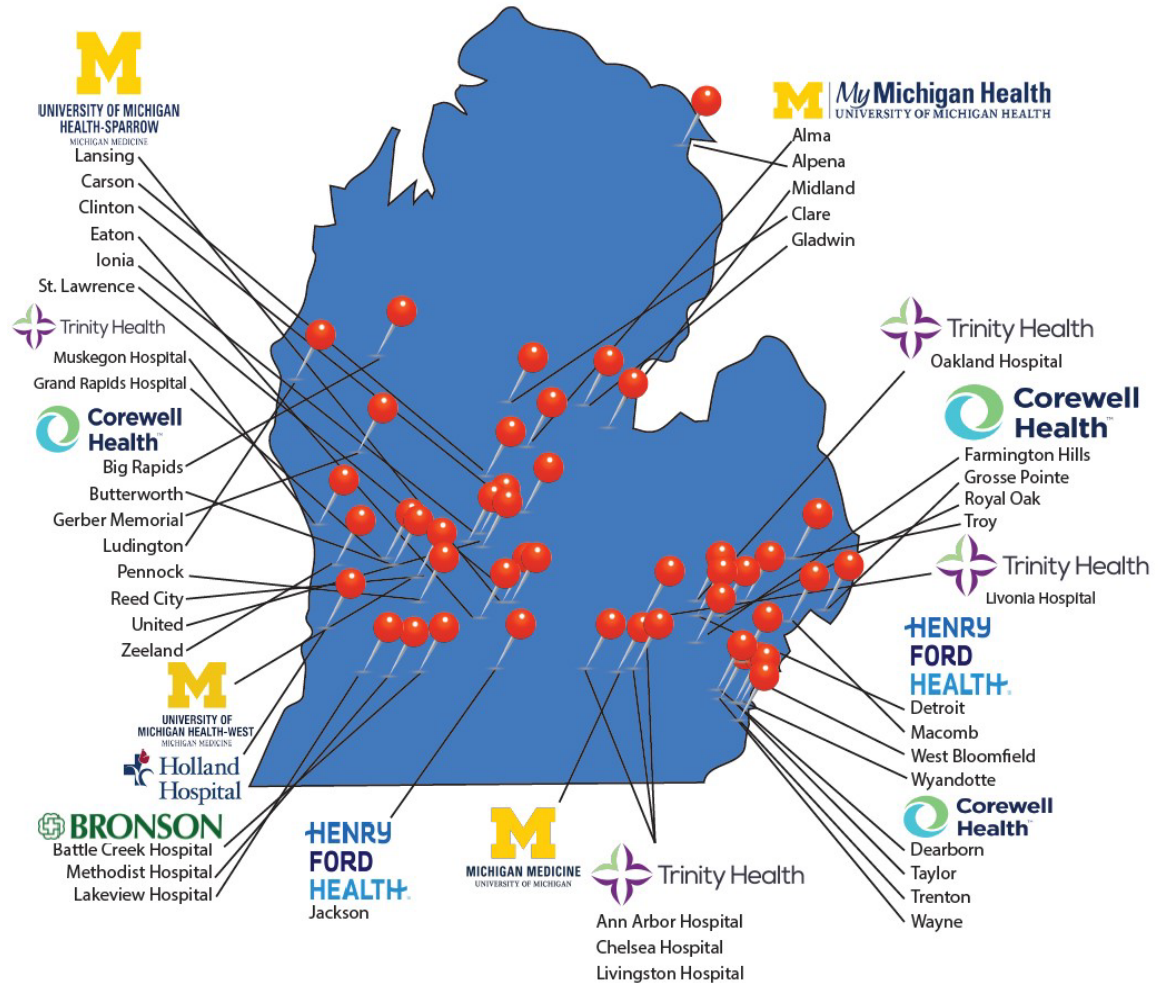 M
UNIVERSITY OF MICHIGAN
HEALTH-SPARROW
MICHIGAN MEDICINE
Lansing
Carson
Clinton
Eaton
Ionia
St. Lawrence
Trinity Health
Muskegon Hospital
Grand Rapids Hospital
Corewell
Health™
Big Rapids
Butterworth
Gerber Memorial
Ludington
Pennock
Reed City
United
Zeeland
M
UNIVERSITY OF
MICHIGAN HEALTH-WEST
MICHIGAN MEDICINE
Holland
Hospital
BRONSON
Battle Creek Hospital
Methodist Hospital
Lakeview Hospital
HENRY
FORD
HEALTH®
Jackson
M
MICHIGAN MEDICINE
UNIVERSITY OF MICHIGAN
Trinity Health
Ann Arbor Hospital
Chelsea Hospital
Livingston Hospital
M My Michigan Health
UNIVERSITY OF MICHIGAN HEALTH
Alma
Alpena
Midland
Clare
Gladwin
Trinity Health
Oakland Hospital
Corewell
Health™
Farmington Hills
Grosse Pointe
Royal Oak
Troy
Trinity Health
Livonia Hospital
HENRY
FORD
HEALTH®
Detroit
Macomb
West Bloomfield
Wyandotte
Corewell
Health™
Dearborn
Taylor
Trenton
Wayne